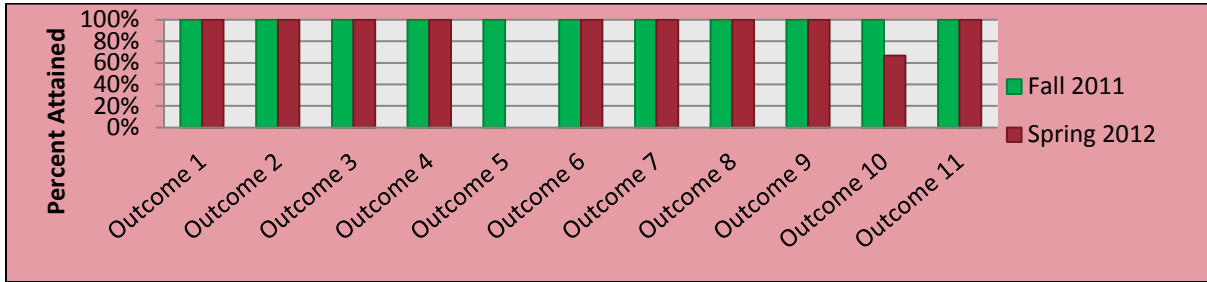 Percent Attained
100%
80%
60%
40%
20%
0%
Outcome 1
Outcome 2
Outcome 3
Outcome 4
Outcome 5
Outcome 6
Outcome 7
Outcome 8
Outcome 9
Outcome 10
Outcome 11
Fall 2011
Spring 2012